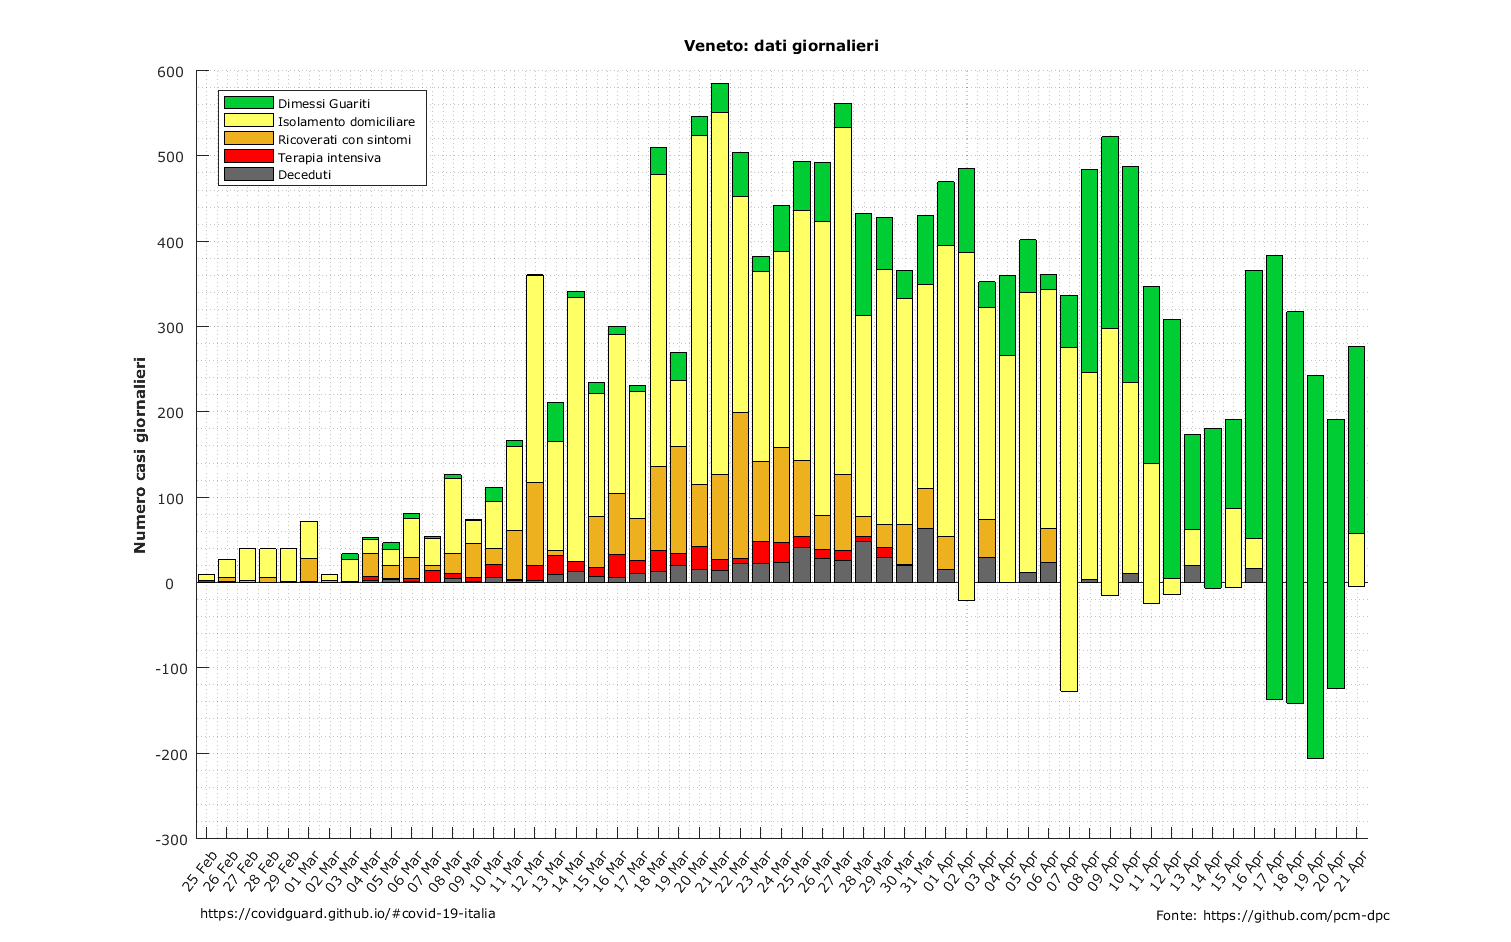 Veneto: dati giornalieri
600
500
400
300
200
100
0
-100
-200
-300
Numero casi giornalieri
Dimessi Guariti
Isolamento domiciliare
Ricoverati con sintomi
Terapia intensiva
Deceduti
25 Feb
26 Feb
27 Feb
28 Feb
29 Feb
01 Mar
02 Mar
03 Mar
04 Mar
05 Mar
06 Mar
07 Mar
08 Mar
09 Mar
10 Mar
11 Mar
12 Mar
13 Mar
14 Mar
15 Mar
16 Mar
17 Mar
18 Mar
19 Mar
20 Mar
21 Mar
22 Mar
23 Mar
24 Mar
25 Mar
26 Mar
27 Mar
28 Mar
29 Mar
30 Mar
31 Mar
01 Apr
02 Apr
03 Apr
04 Apr
05 Apr
06 Apr
07 Apr
08 Apr
09 Apr
10 Apr
11 Apr
12 Apr
13 Apr
14 Apr
15 Apr
16 Apr
17 Apr
18 Apr
19 Apr
20 Apr
21 Apr
https://covidguard.github.io/#covid-19-italia
Fonte: https://github.com/pcm-dpc